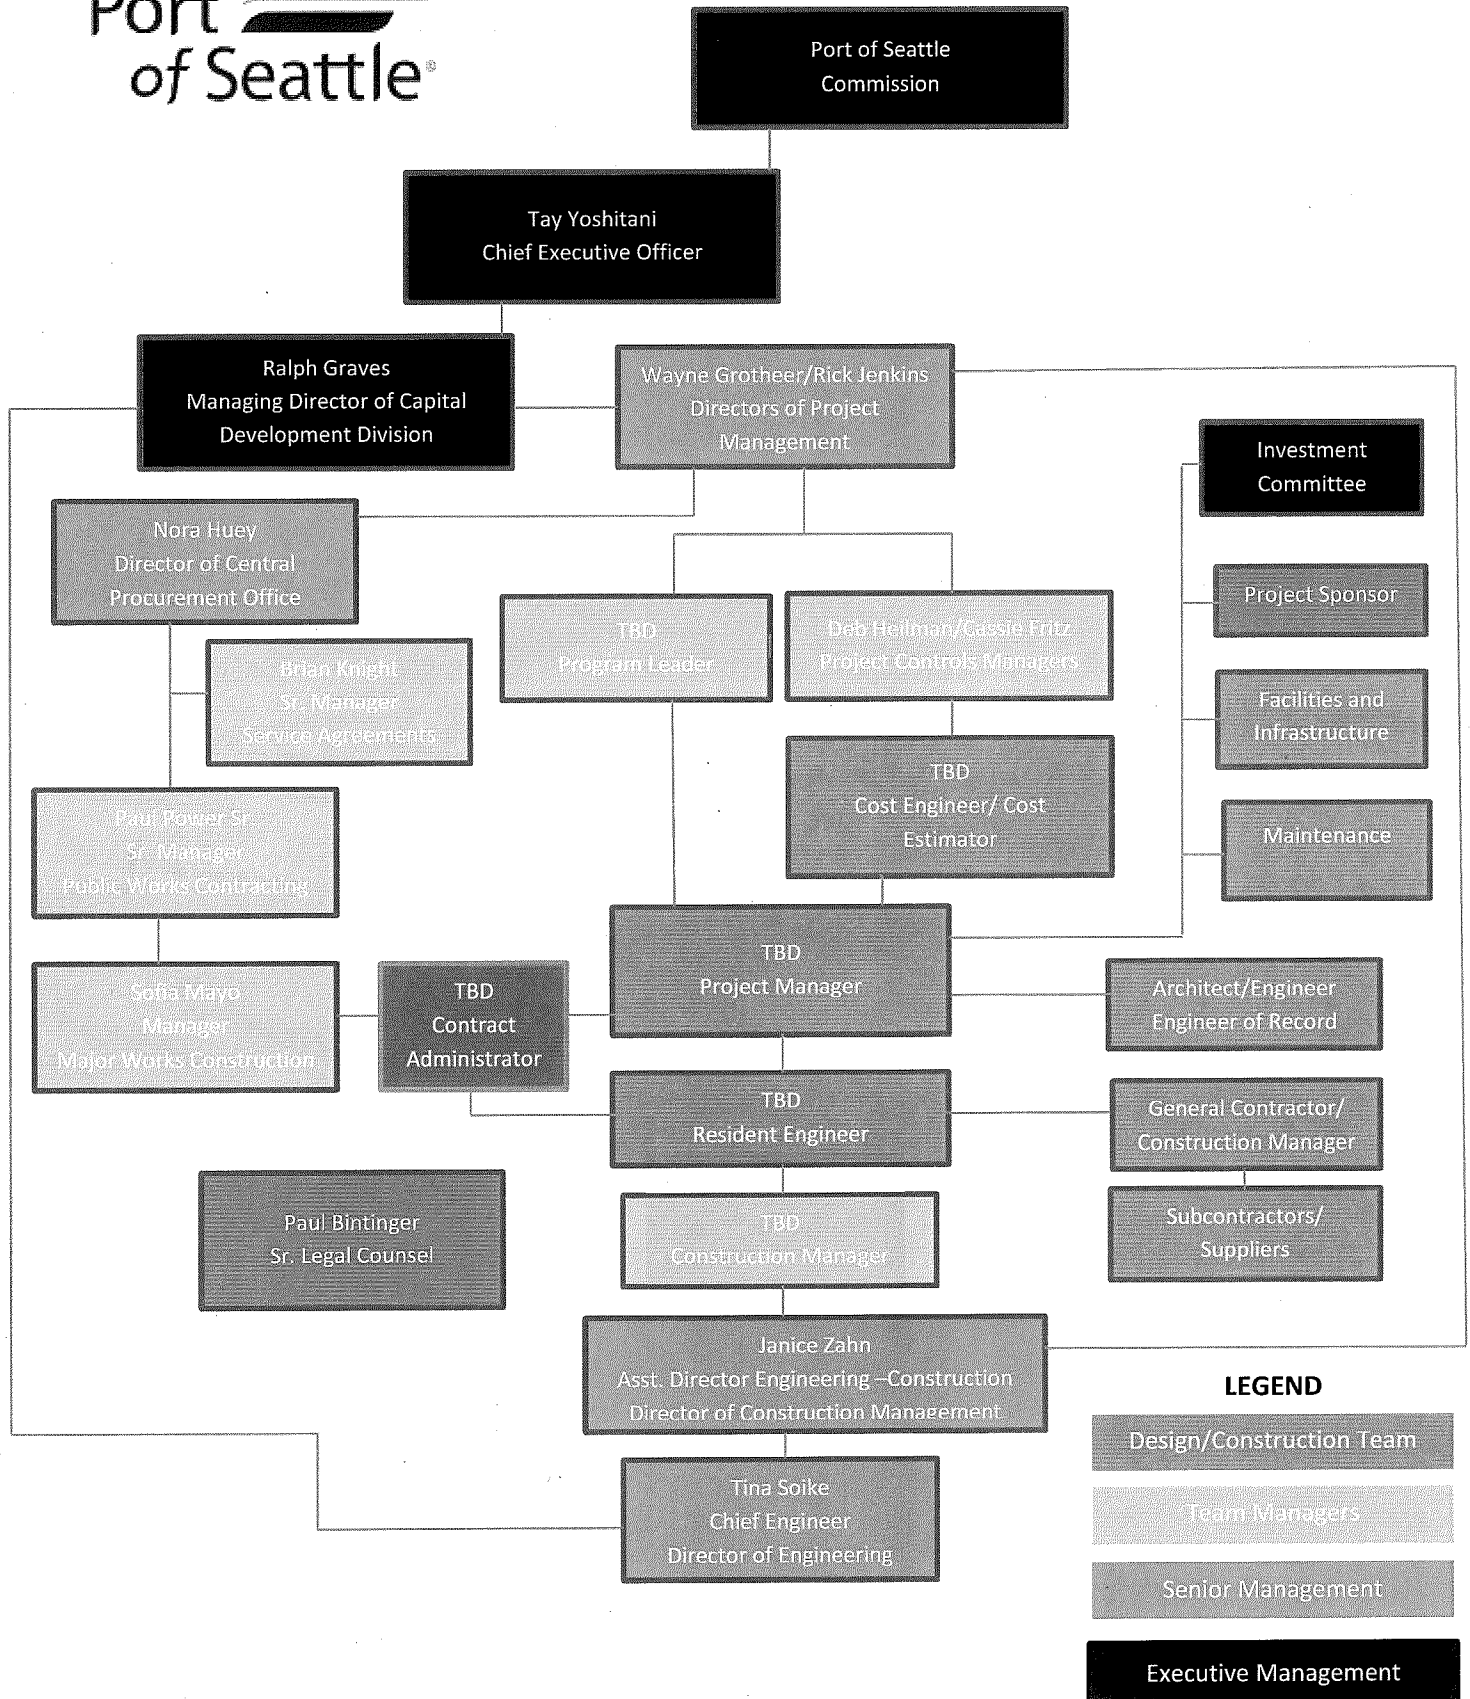 Port
of Seattle®
Port of Seattle
Commission
Tay Yoshitani
Chief Executive Officer
Ralph Graves
Managing Director of Capital
Development Division
Wayne Grotheer/Rick Jenkins
Directors of Project
Management
Investment
Committee
Nora Huey
Director of Central
Procurement Office
Project Sponsor
TBD
Program Leader
Deb Heilman/Cassie Fritz
Project Controls Managers
Brian Knight
Sr. Manager
Service Agreements
Facilities and
Infrastructure
TBD
Cost Engineer/ Cost
Estimator
Paul Power Sr.
Sr. Manager
Public Works Contracting
Maintenance
TBD
Project Manager
Sofia Mayo
Manager
Major Works Construction
TBD
Contract
Administrator
Architect/Engineer
Engineer of Record
TBD
Resident Engineer
General Contractor/
Construction Manager
Paul Bintinger
Sr. Legal Counsel
TBD
Construction Manager
Subcontractors/
Suppliers
Janice Zahn
Asst. Director Engineering –Construction
Director of Construction Management
Tina Soike
Chief Engineer
Director of Engineering
LEGEND
Design/Construction Team
Team Managers
Senior Management
Executive Management